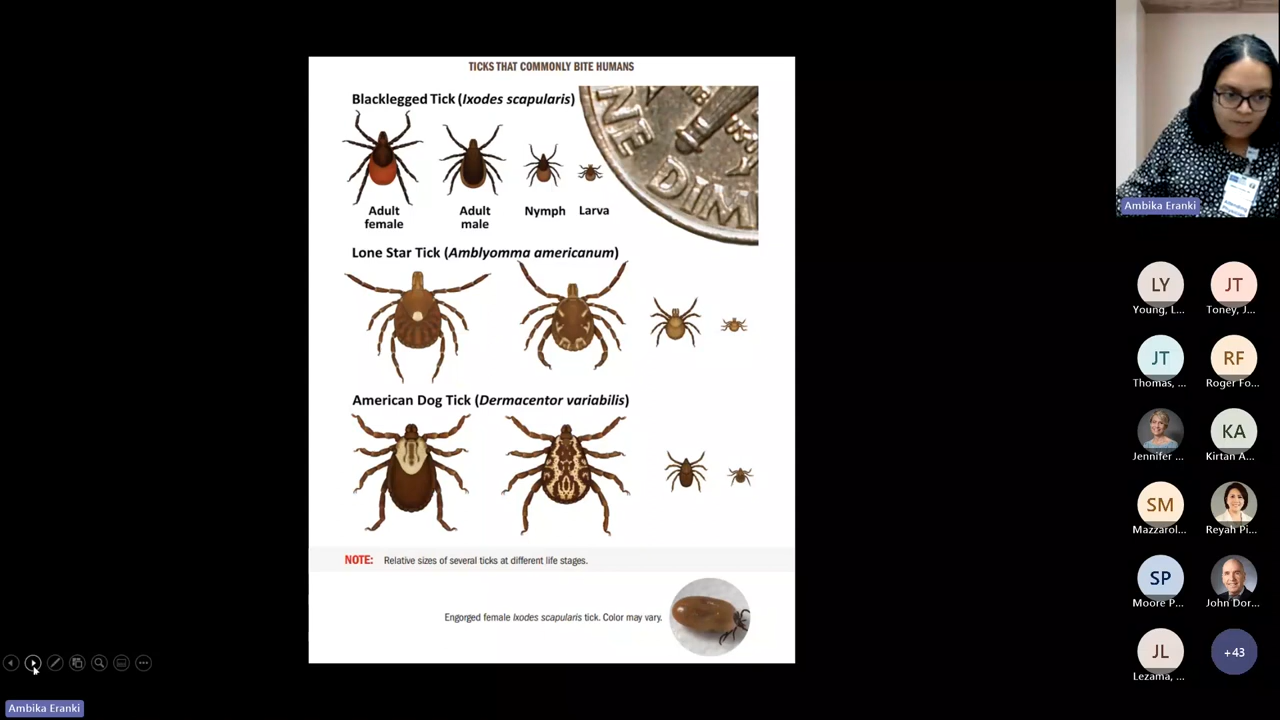 TICKS THAT COMMONLY BITE HUMANS
Blacklegged Tick (Ixodes scapularis)
Adult female
Adult male
Nymph
Larva
ONE DIM
Lone Star Tick (Amblyomma americanum)
American Dog Tick (Dermacentor variabilis)
NOTE: Relative sizes of several ticks at different life stages.
Engorged female Ixodes scapularis tick. Color may vary.
Ambika Eranki
LY
Young, L...
JT
Toney, J...
JT
Thomas, ...
RF
Roger Fo...
Jennifer ...
KA
Kirtan A...
SM
Mazzarol...
Reyah Pi...
SP
Moore P...
John Dor...
JL
Lezama, ...
+43
Ambika Eranki